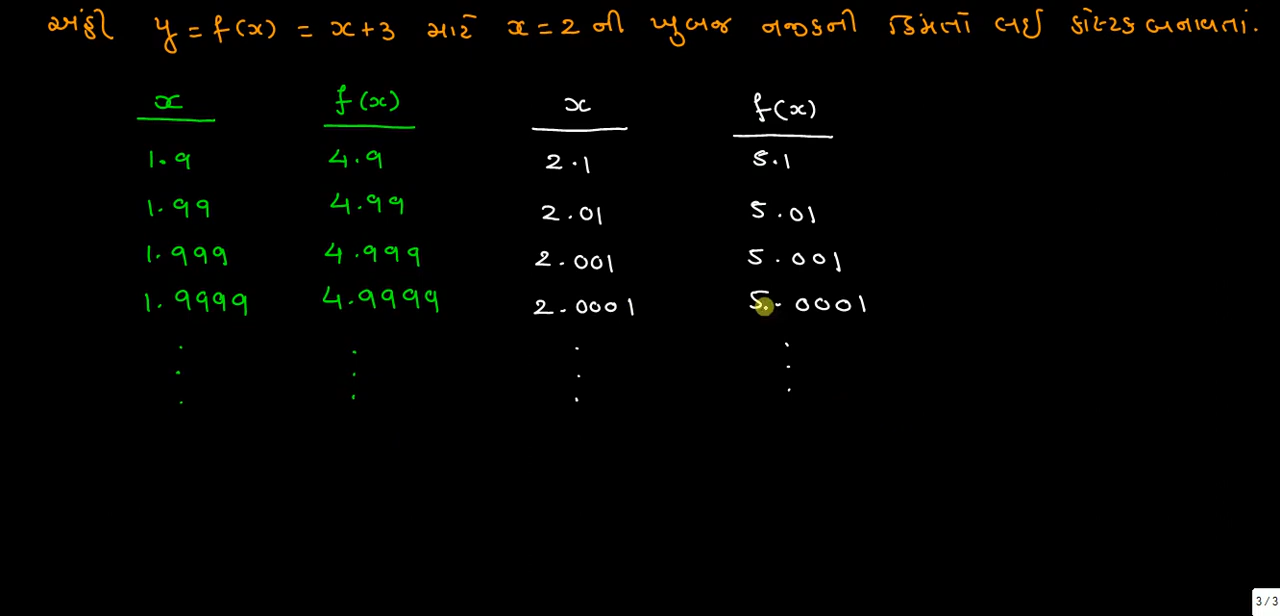 અહીં y = f(x) = x+3 માટે x = 2 ની ખુબજ નજકની કિંમતો લઈ કોષ્ટક બનાવતાં.
x f(x) x f(x)
1.9 4.9 2.1 5.1
1.99 4.99 2.01 5.01
1.999 4.999 2.001 5.001
1.9999 4.9999 2.0001 5.0001
. . . .
. . . .
. . . .
3/3